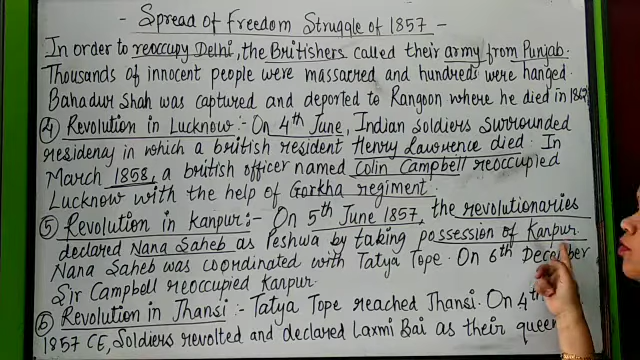 - Spread of Freedom Struggle of 1857 -
In order to reoccupy Delhi, the Britishers called their army from Punjab.
Thousands of innocent people were massacred and hundreds were hanged.
Bahadur Shah was captured and deported to Rangoon where he died in 1862.
④ Revolution in Lucknow :- On 4th June, Indian Soldiers surrounded
residency in which a british resident Henry Lawrence died. In
March 1858, a british officer named Colin Campbell reoccupied
Lucknow with the help of Gorkha regiment.
⑤ Revolution in Kanpur :- On 5th June 1857, the revolutionaries
declared Nana Saheb as Peshwa by taking possession of Kanpur.
Nana Saheb was coordinated with Tatya Tope. On 6th December
Sir Campbell reoccupied Kanpur.
⑥ Revolution in Jhansi :- Tatya Tope reached Jhansi. On 4th
1857 CE, Soldiers revolted and declared Laxmi Bai as their queen